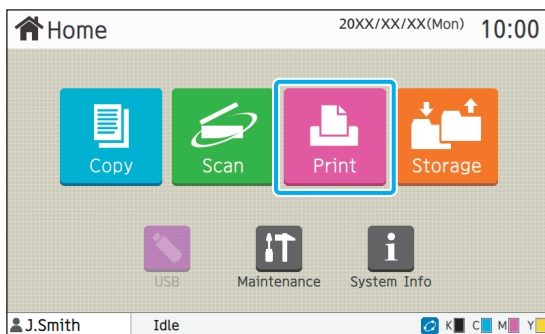 Home 20XX/XX/XX(Mon) 10:00
Copy Scan Print Storage
USB Maintenance System Info
J.Smith Idle K C M Y